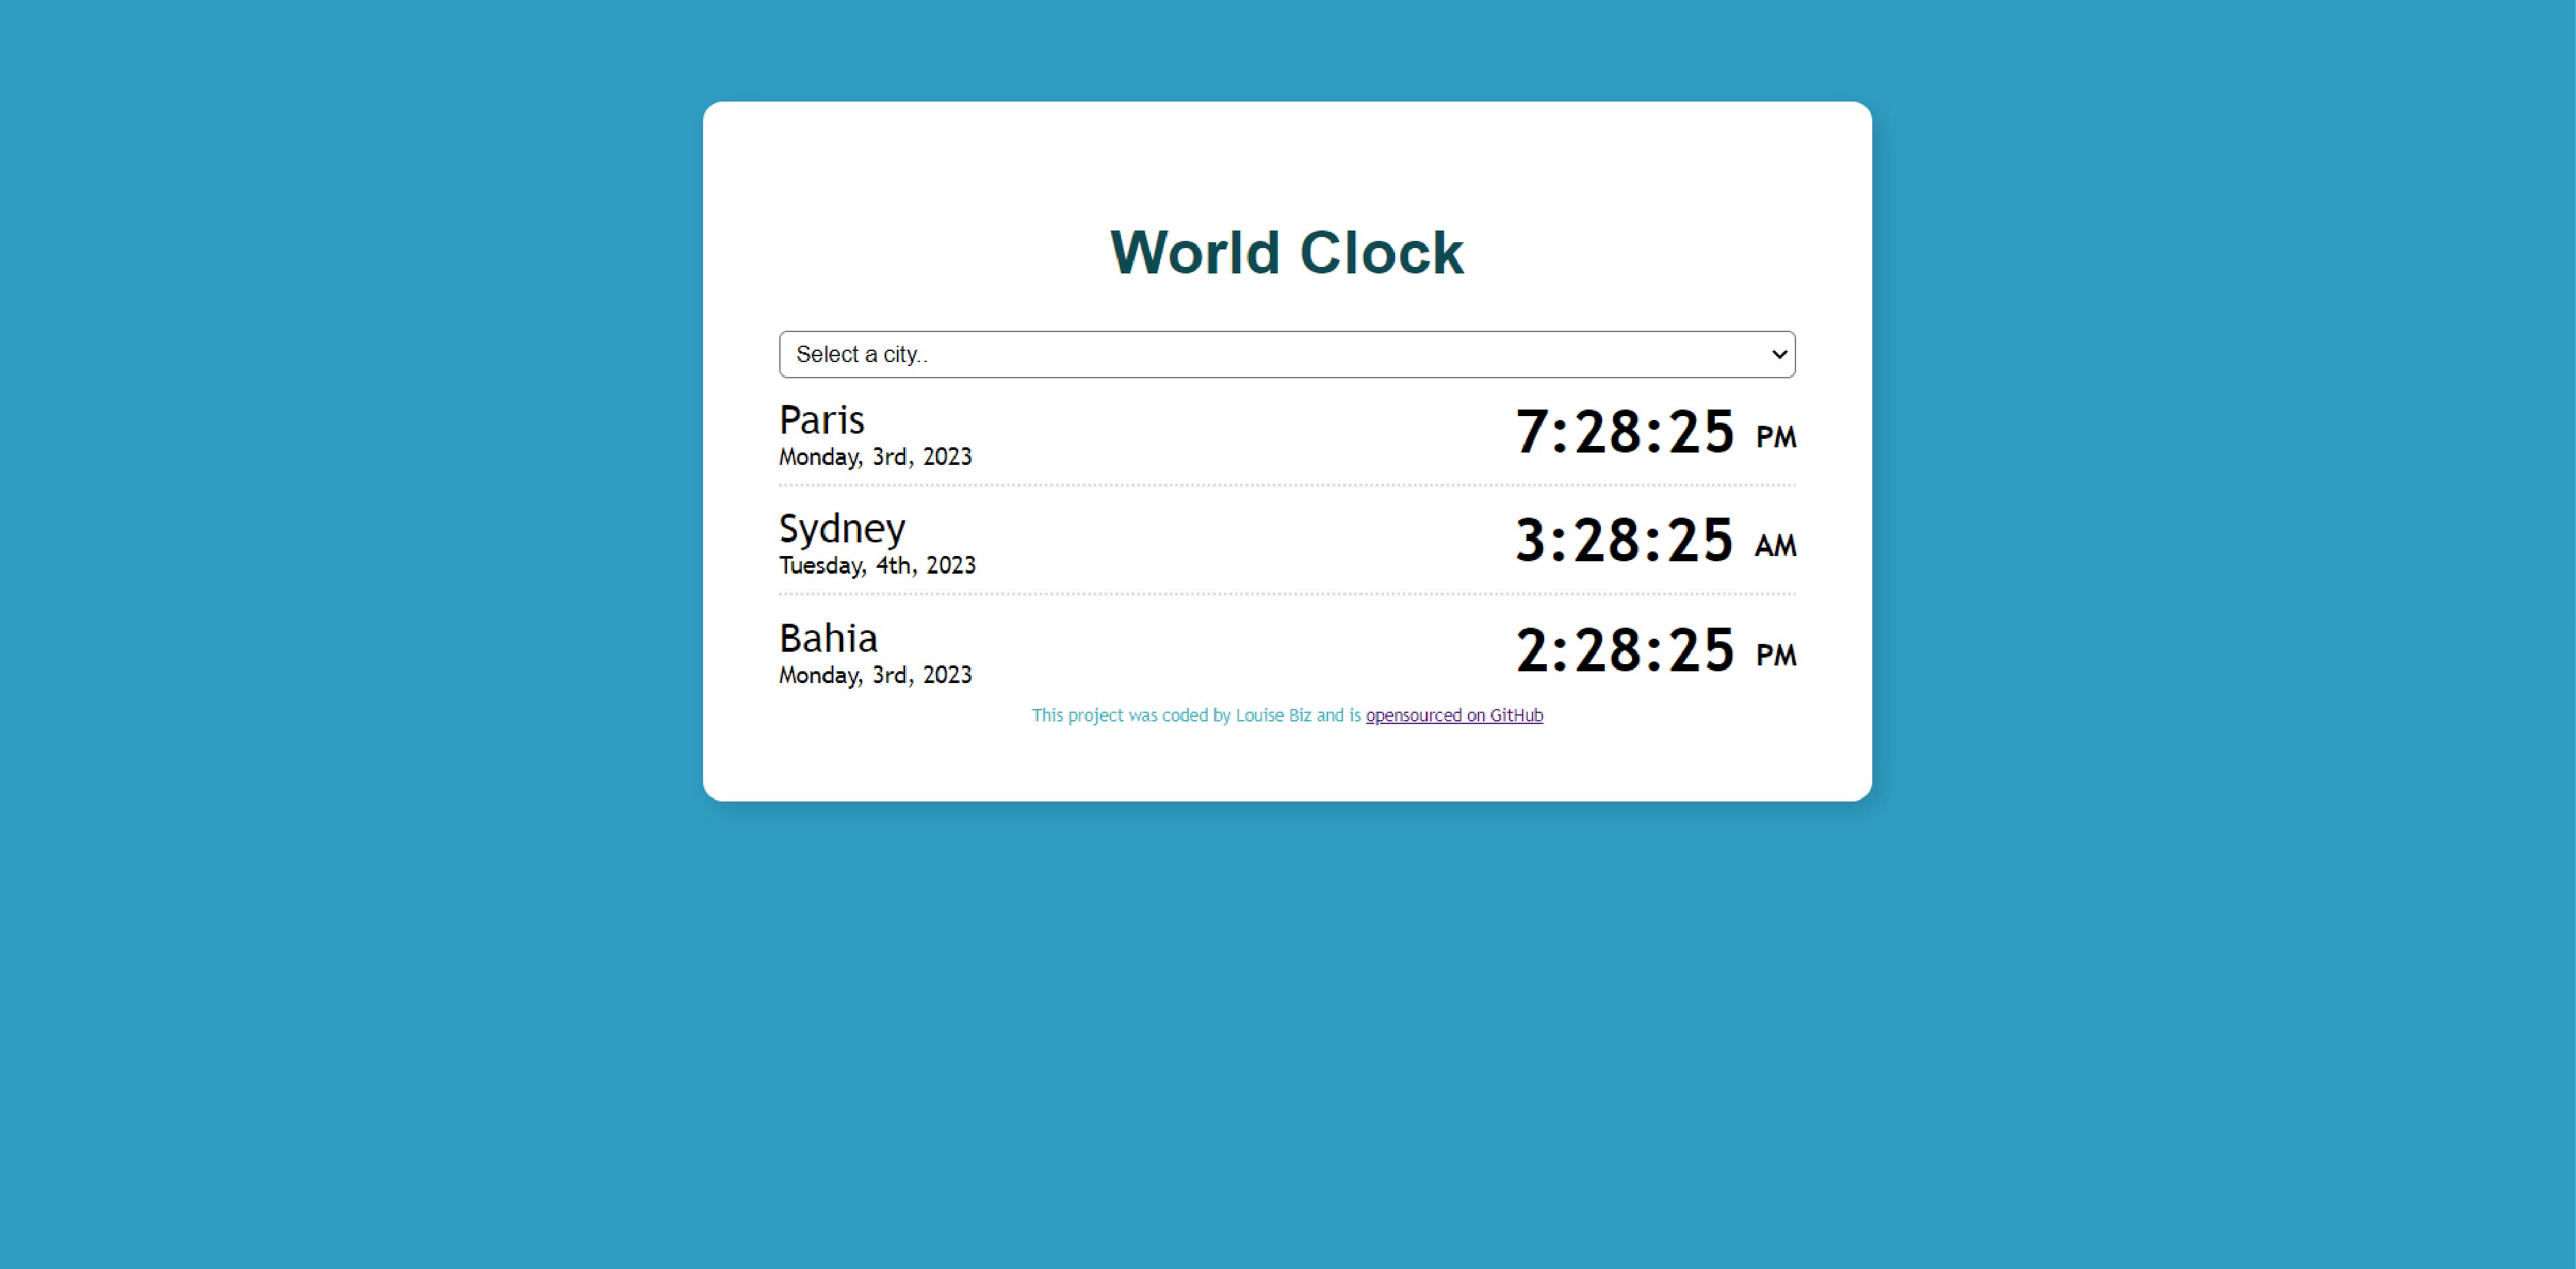 World Clock
Select a city..
Paris
7:28:25 PM
Monday, 3rd, 2023
Sydney
3:28:25 AM
Tuesday, 4th, 2023
Bahia
2:28:25 PM
Monday, 3rd, 2023
This project was coded by Louise Biz and is opensourced on GitHub